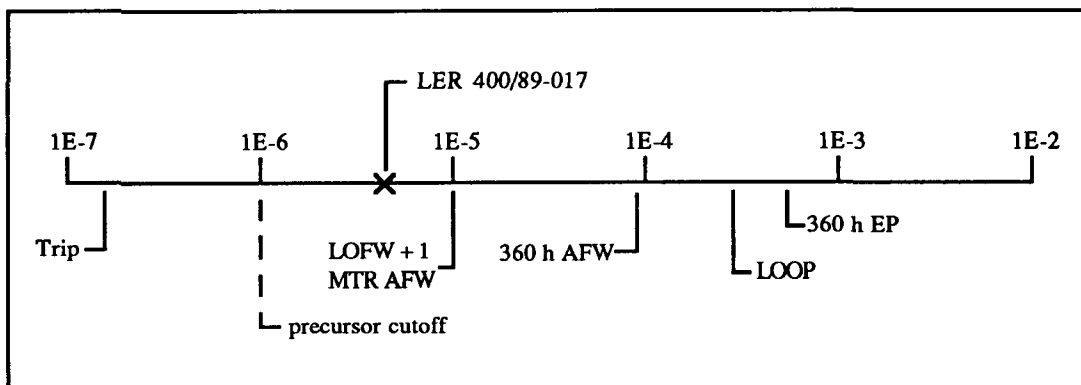 LER 400/89-017
1E-7 1E-6 1E-5 1E-4 1E-3 1E-2
Trip
LOFW + 1
MTR AFW
360 h AFW
360 h EP
LOOP
precursor cutoff